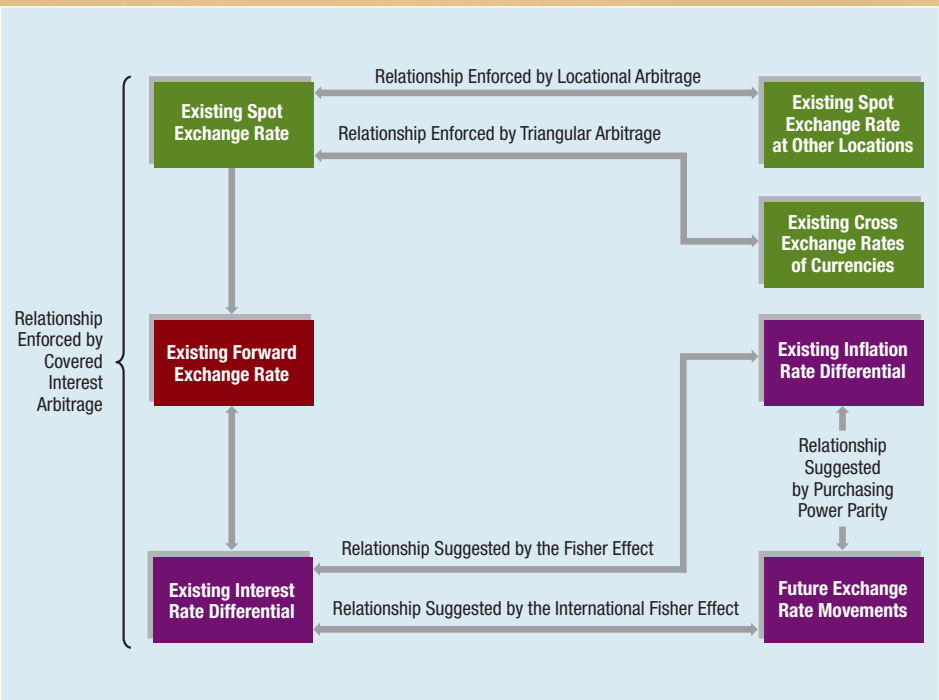 Relationship Enforced by Locational Arbitrage
Existing Spot
Exchange Rate
Existing Spot
Exchange Rate
at Other Locations
Relationship Enforced by Triangular Arbitrage
Existing Cross
Exchange Rates
of Currencies
Relationship
Enforced by
Covered
Interest
Arbitrage
Existing Forward
Exchange Rate
Existing Inflation
Rate Differential
Relationship
Suggested
by Purchasing
Power Parity
Relationship Suggested by the Fisher Effect
Existing Interest
Rate Differential
Relationship Suggested by the International Fisher Effect
Future Exchange
Rate Movements